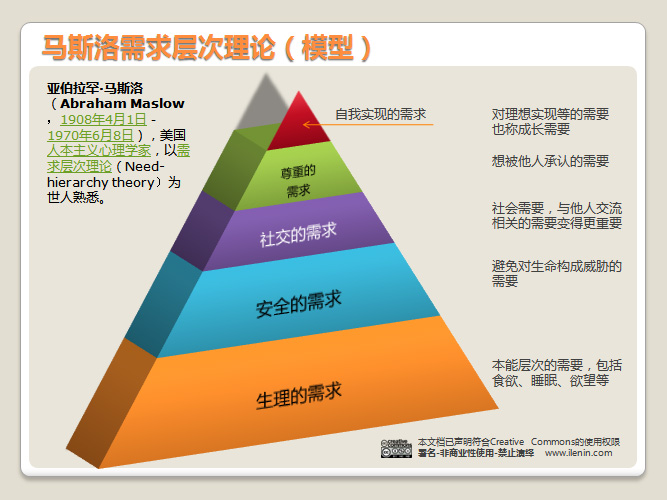 马斯洛需求层次理论（模型）
亚伯拉罕·马斯洛
（Abraham Maslow
，1908年4月1日 -
1970年6月8日），美国
人本主义心理学家，以需
求层次理论（Need-
hierarchy theory）为
世人熟悉。
自我实现的需求
对理想实现等的需要
也称成长需要
尊重的
需求
想被他人承认的需要
社交的需求
社会需要，与他人交流
相关的需要变得更重要
安全的需求
避免对生命构成威胁的
需要
生理的需求
本能层次的需要，包括
食欲、睡眠、欲望等
本文档已声明符合Creative Commons的使用权限
署名-非商业性使用-禁止演绎 www.ilenin.com